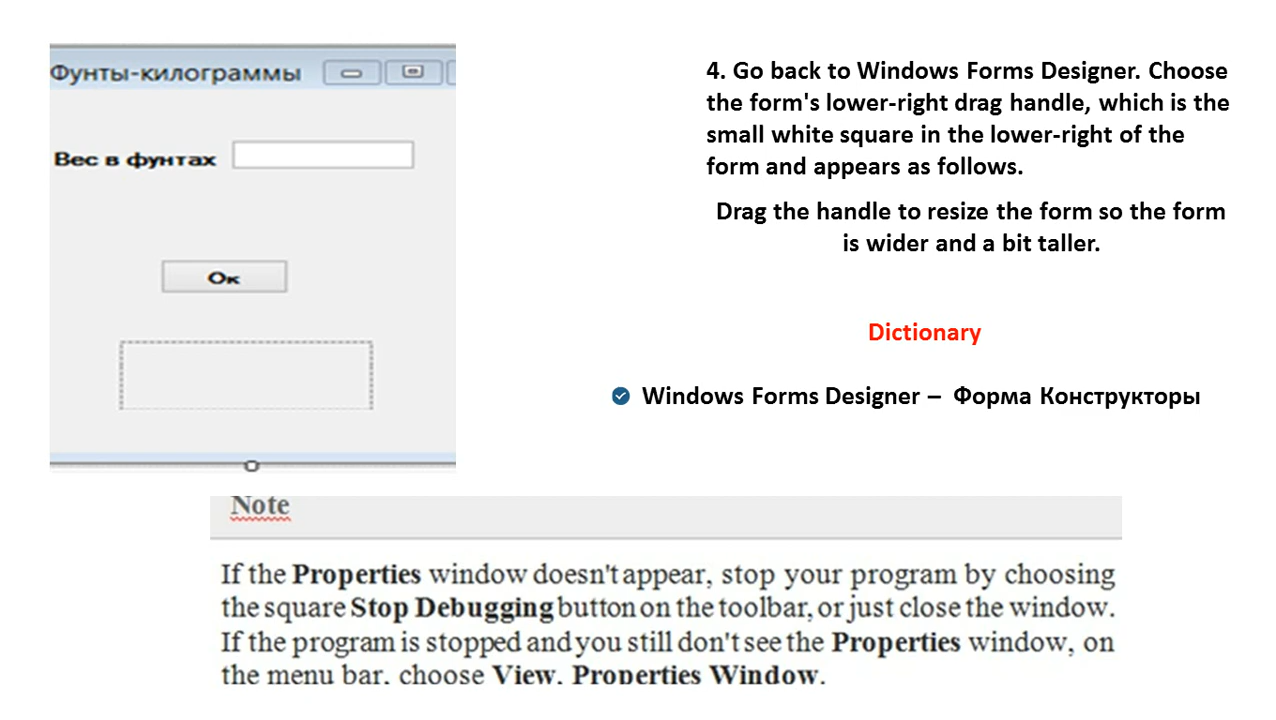 Фунты-килограммы
Вес в фунтах
Ок
4. Go back to Windows Forms Designer. Choose
the form's lower-right drag handle, which is the
small white square in the lower-right of the
form and appears as follows.
Drag the handle to resize the form so the form
is wider and a bit taller.
Dictionary
Windows Forms Designer – Форма Конструкторы
Note
If the Properties window doesn't appear, stop your program by choosing
the square Stop Debugging button on the toolbar, or just close the window.
If the program is stopped and you still don't see the Properties window, on
the menu bar, choose View, Properties Window.